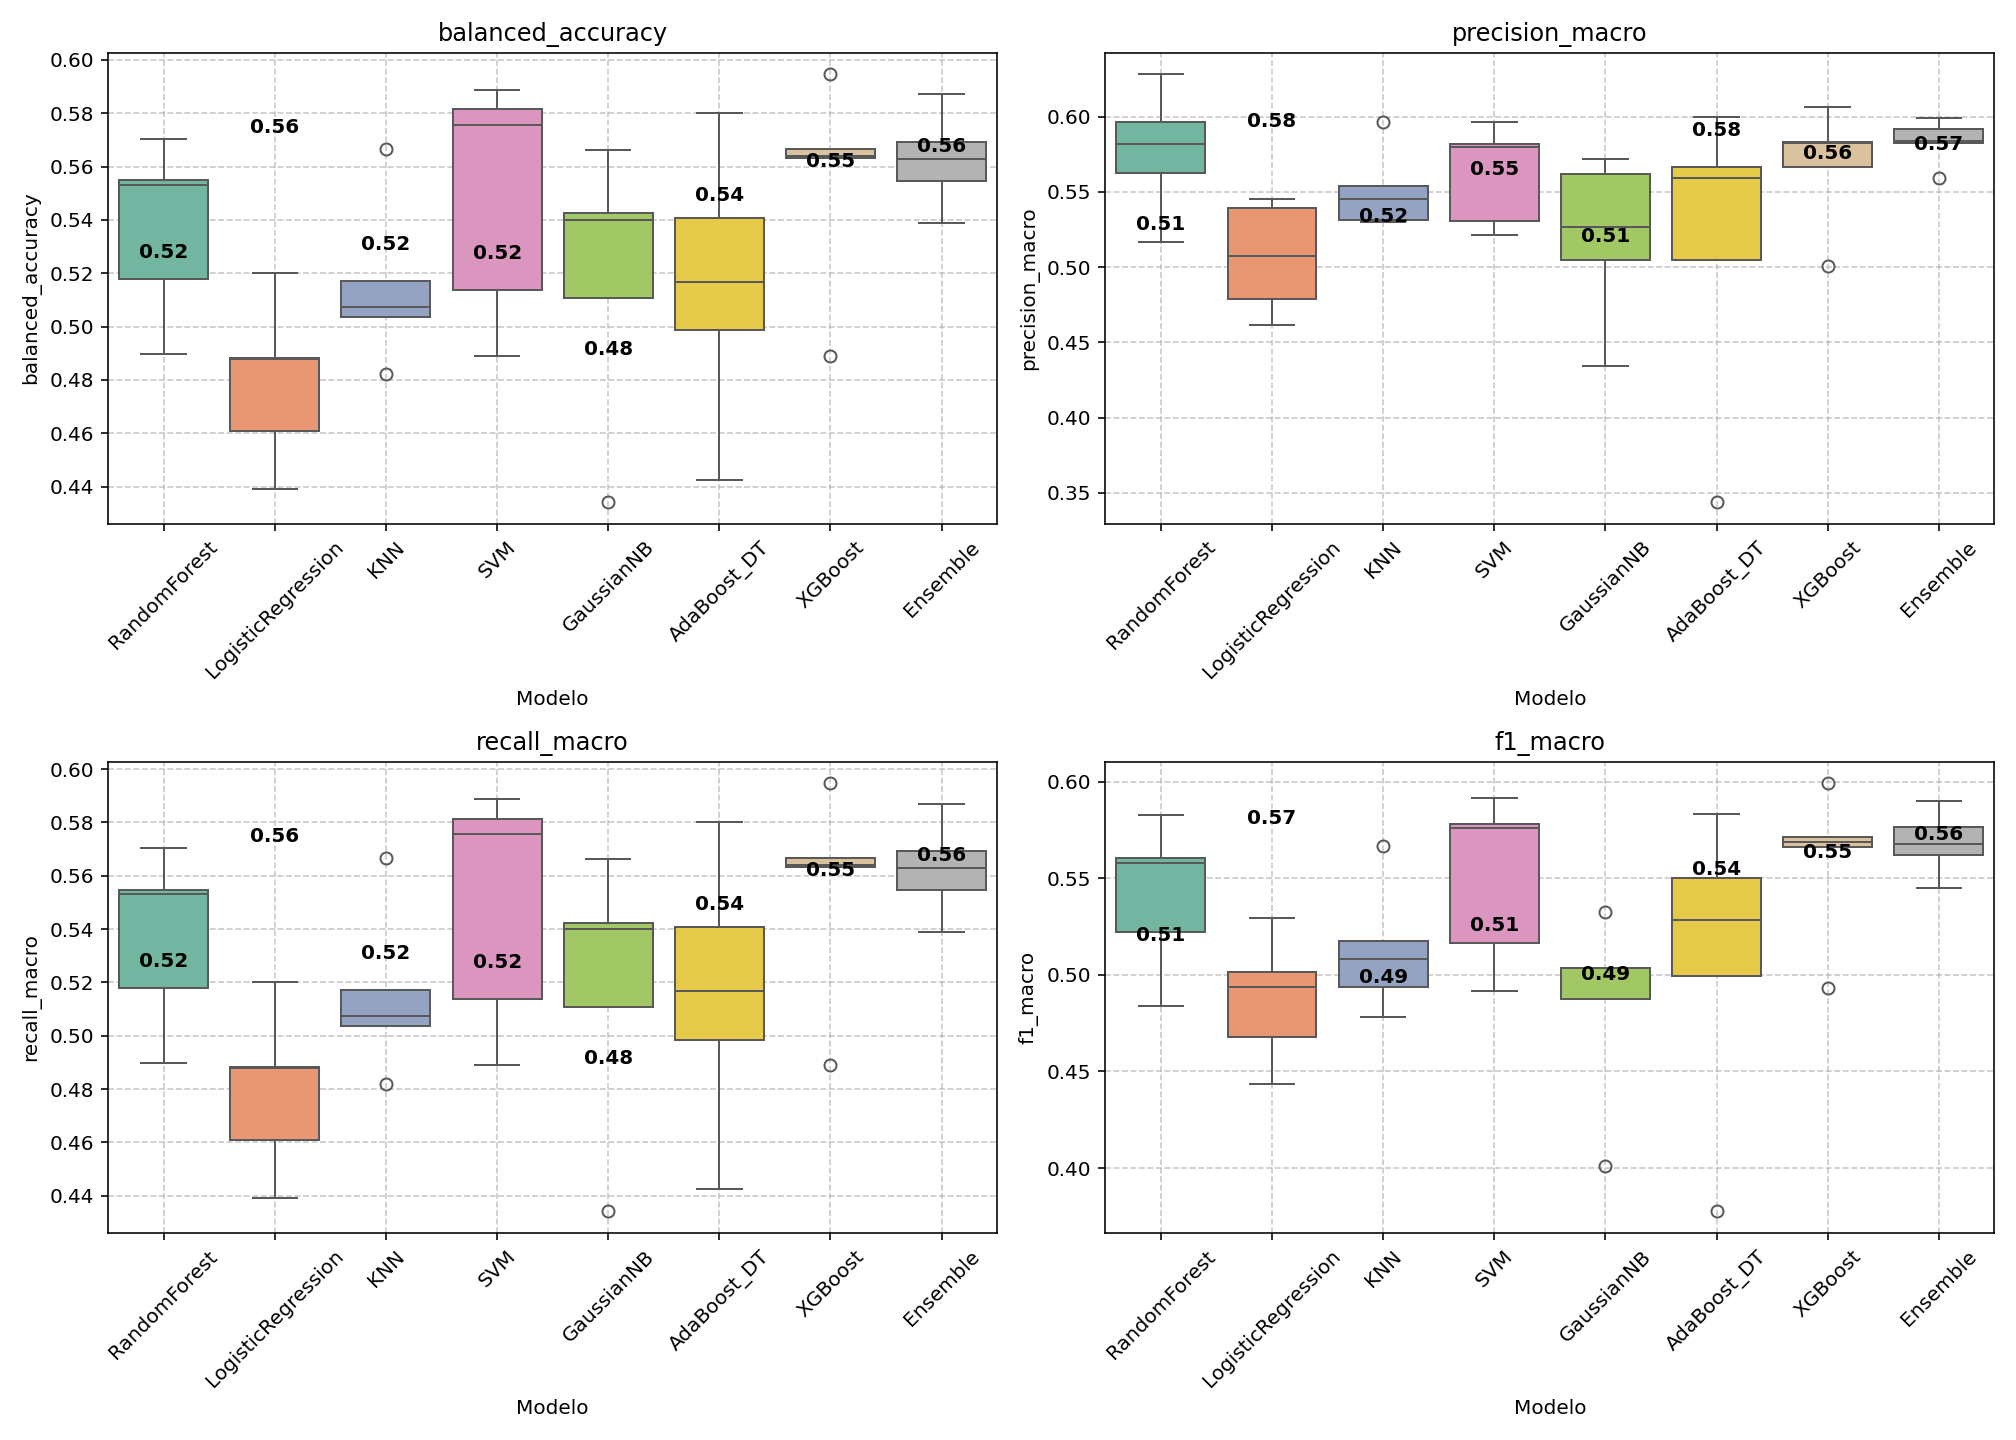 balanced_accuracy
balanced_accuracy
0.60
0.58
0.56
0.54
0.52
0.50
0.48
0.46
0.44
0.52
0.56
0.52
0.52
0.48
0.54
0.55
0.56
RandomForest
LogisticRegression
KNN
SVM
GaussianNB
AdaBoost_DT
XGBoost
Ensemble
Modelo
precision_macro
precision_macro
0.60
0.55
0.50
0.45
0.40
0.35
0.51
0.58
0.52
0.55
0.51
0.58
0.56
0.57
RandomForest
LogisticRegression
KNN
SVM
GaussianNB
AdaBoost_DT
XGBoost
Ensemble
Modelo
recall_macro
recall_macro
0.60
0.58
0.56
0.54
0.52
0.50
0.48
0.46
0.44
0.52
0.56
0.52
0.52
0.48
0.54
0.55
0.56
RandomForest
LogisticRegression
KNN
SVM
GaussianNB
AdaBoost_DT
XGBoost
Ensemble
Modelo
f1_macro
f1_macro
0.60
0.55
0.50
0.45
0.40
0.51
0.57
0.49
0.51
0.49
0.54
0.55
0.56
RandomForest
LogisticRegression
KNN
SVM
GaussianNB
AdaBoost_DT
XGBoost
Ensemble
Modelo